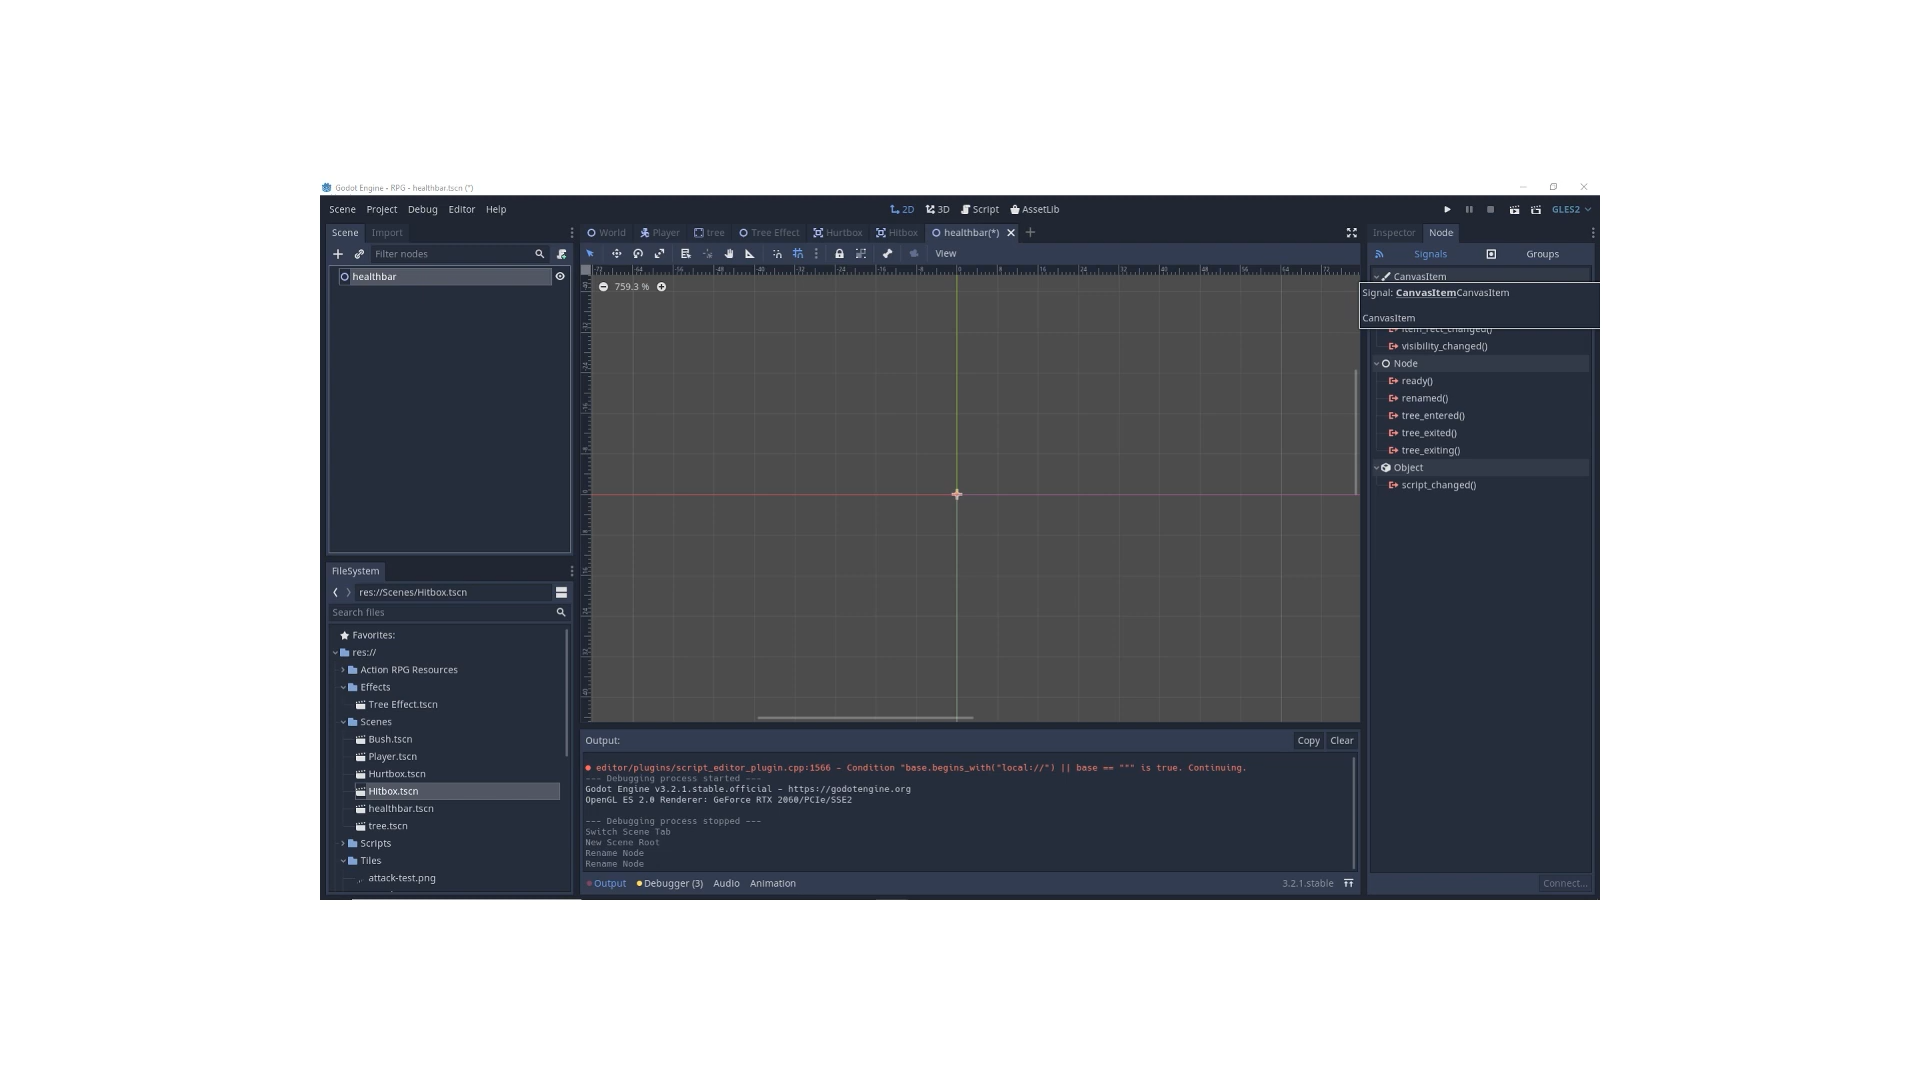 Godot Engine - RPG - healthbar.tscn (*)
Scene Project Debug Editor Help
2D 3D Script AssetLib
GLES2
Scene Import
World Player tree Tree Effect Hurtbox Hitbox healthbar(*)
Inspector Node
Filter nodes
View
Signals Groups
healthbar
759.3 %
CanvasItem
Signal: CanvasItemCanvasItem
CanvasItem
item_rect_changed()
visibility_changed()
Node
ready()
renamed()
tree_entered()
tree_exited()
tree_exiting()
Object
script_changed()
FileSystem
res://Scenes/Hitbox.tscn
Search files
Favorites:
res://
Action RPG Resources
Effects
Tree Effect.tscn
Scenes
Bush.tscn
Player.tscn
Hurtbox.tscn
Hitbox.tscn
healthbar.tscn
tree.tscn
Scripts
Tiles
attack-test.png
Output:
Copy Clear
editor/plugins/script_editor_plugin.cpp:1566 - Condition "base.begins_with("local://") || base == """ is true. Continuing.
--- Debugging process started ---
Godot Engine v3.2.1.stable.official - https://godotengine.org
OpenGL ES 2.0 Renderer: GeForce RTX 2060/PCIe/SSE2
--- Debugging process stopped ---
Switch Scene Tab
New Scene Root
Rename Node
Rename Node
Output Debugger (3) Audio Animation
3.2.1.stable
Connect...